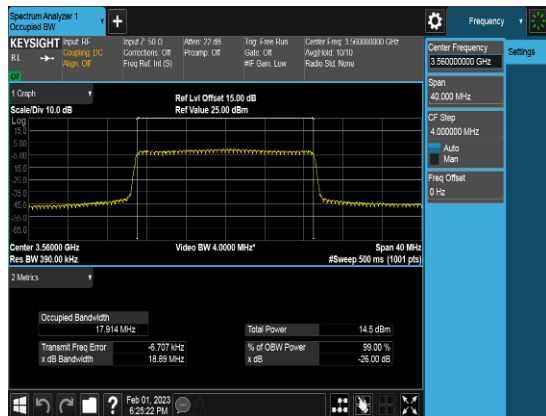 Spectrum Analyzer 1
Occupied BW
+
Frequency
KEYSIGHT
Input: RF
Coupling: DC
Align: Off
Input Z: 50 Ω
Corrections: Off
Freq Ref: Int (S)
Atten: 22 dB
Preamp: Off
Trig: Free Run
Gate: Off
#IF Gain: Low
Center Freq: 3.560000000 GHz
Avg|Hold: 10/10
Radio Std: None
Center Frequency
3.560000000 GHz
Settings
Span
40.000 MHz
CF Step
4.000000 MHz
Auto
Man
Freq Offset
0 Hz
1 Graph
Scale/Div 10.0 dB
Ref Lvl Offset 15.00 dB
Ref Value 25.00 dBm
Log
15.0
5.00
-5.00
-15.0
-25.0
-35.0
-45.0
-55.0
-65.0
Center 3.56000 GHz
Res BW 390.00 kHz
Video BW 4.0000 MHz*
Span 40 MHz
#Sweep 500 ms (1001 pts)
2 Metrics
Occupied Bandwidth
17.914 MHz
Total Power 14.5 dBm
Transmit Freq Error -6.707 kHz
% of OBW Power 99.00 %
x dB Bandwidth 18.89 MHz
x dB -26.00 dB
?
Feb 01, 2023
6:25:22 PM